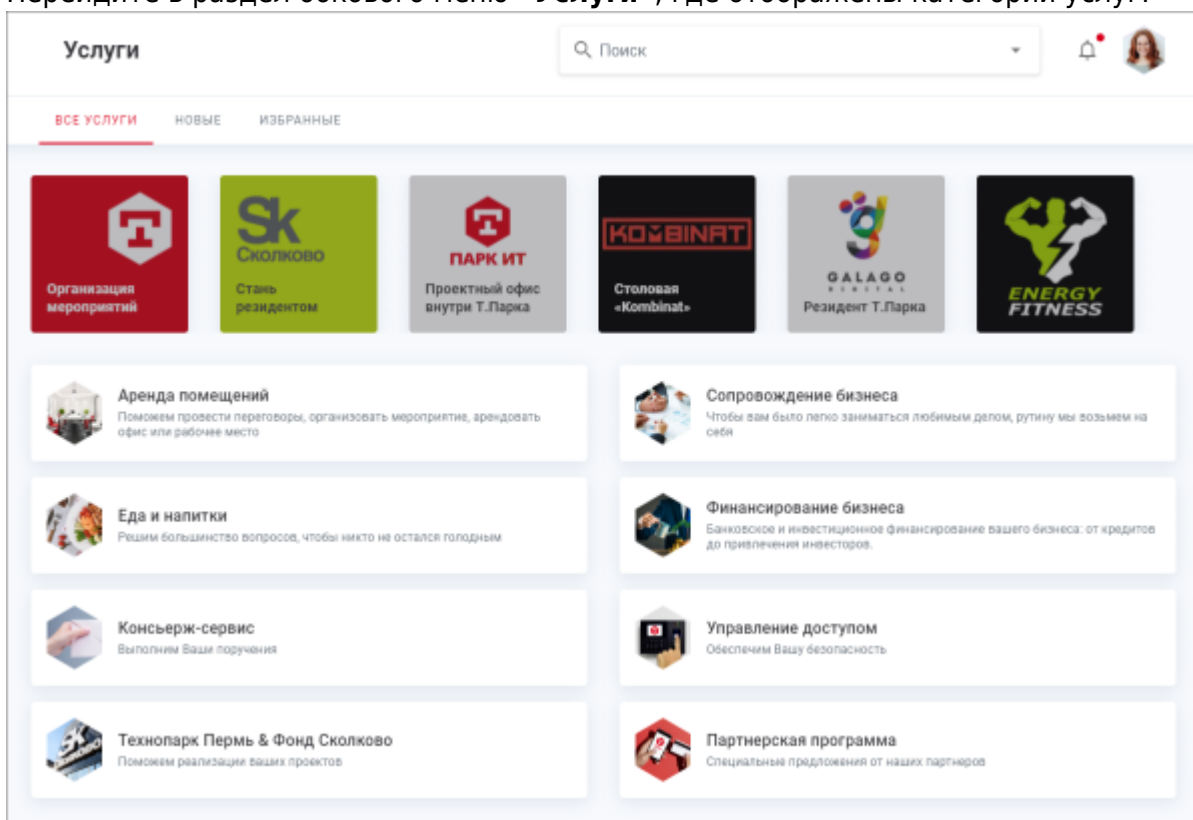 Перейдите в раздел бокового меню "Услуги", где отображены категории услуг.
Услуги
Поиск
ВСЕ УСЛУГИ НОВЫЕ ИЗБРАННЫЕ
Организация
мероприятий
Sk
Сколково
Стань
резидентом
ПАРК ИТ
Проектный офис
внутри Т.Парка
KOMBINAT
Столовая
«Kombinat»
GALAGO
DIGITAL
Резидент Т.Парка
ENERGY
FITNESS
Аренда помещений
Поможем провести переговоры, организовать мероприятие, арендовать
офис или рабочее место
Сопровождение бизнеса
Чтобы вам было легко заниматься любимым делом, рутину мы возьмем на
себя
Еда и напитки
Решим большинство вопросов, чтобы никто не остался голодным
Финансирование бизнеса
Банковское и инвестиционное финансирование вашего бизнеса: от кредитов
до привлечения инвесторов.
Консьерж-сервис
Выполним Ваши поручения
Управление доступом
Обеспечим Вашу безопасность
Технопарк Пермь & Фонд Сколково
Поможем реализации ваших проектов
Партнерская программа
Специальные предложения от наших партнеров